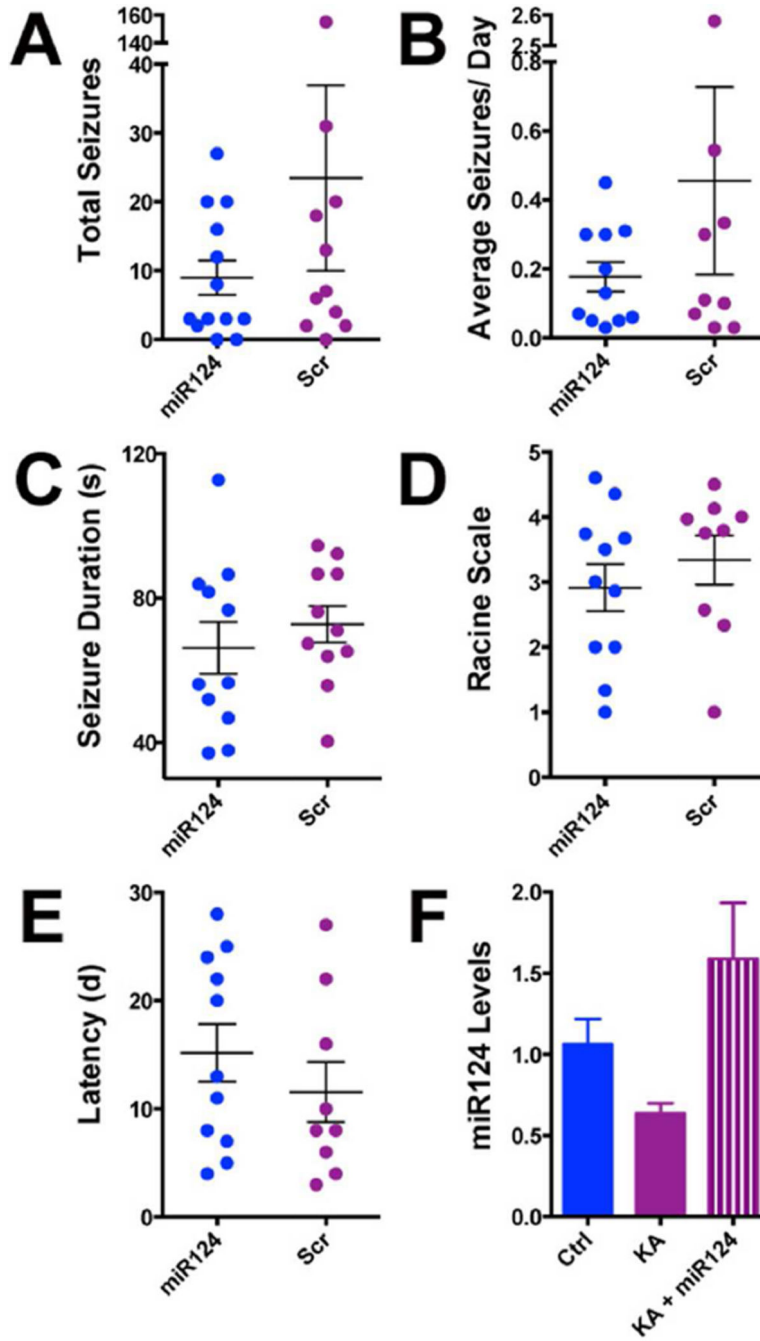 A
Total Seizures
160
140
40
30
20
10
0
miR124
Scr
B
Average Seizures/ Day
2.6
2.5
0.8
0.6
0.4
0.2
0.0
miR124
Scr
C
Seizure Duration (s)
120
80
40
miR124
Scr
D
Racine Scale
5
4
3
2
1
0
miR124
Scr
E
Latency (d)
30
20
10
0
miR124
Scr
F
miR124 Levels
2.0
1.5
1.0
0.5
0.0
Ctrl
KA
KA + miR124